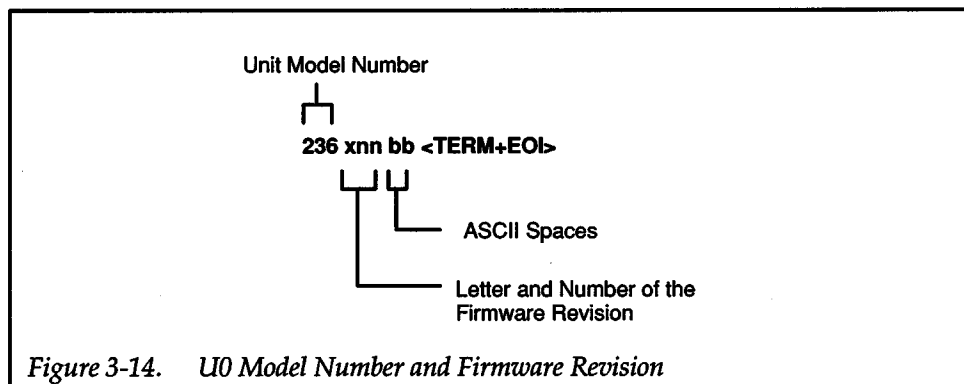 Unit Model Number
236 xnn bb <TERM+EOI>
ASCII Spaces
Letter and Number of the
Firmware Revision
Figure 3-14. U0 Model Number and Firmware Revision